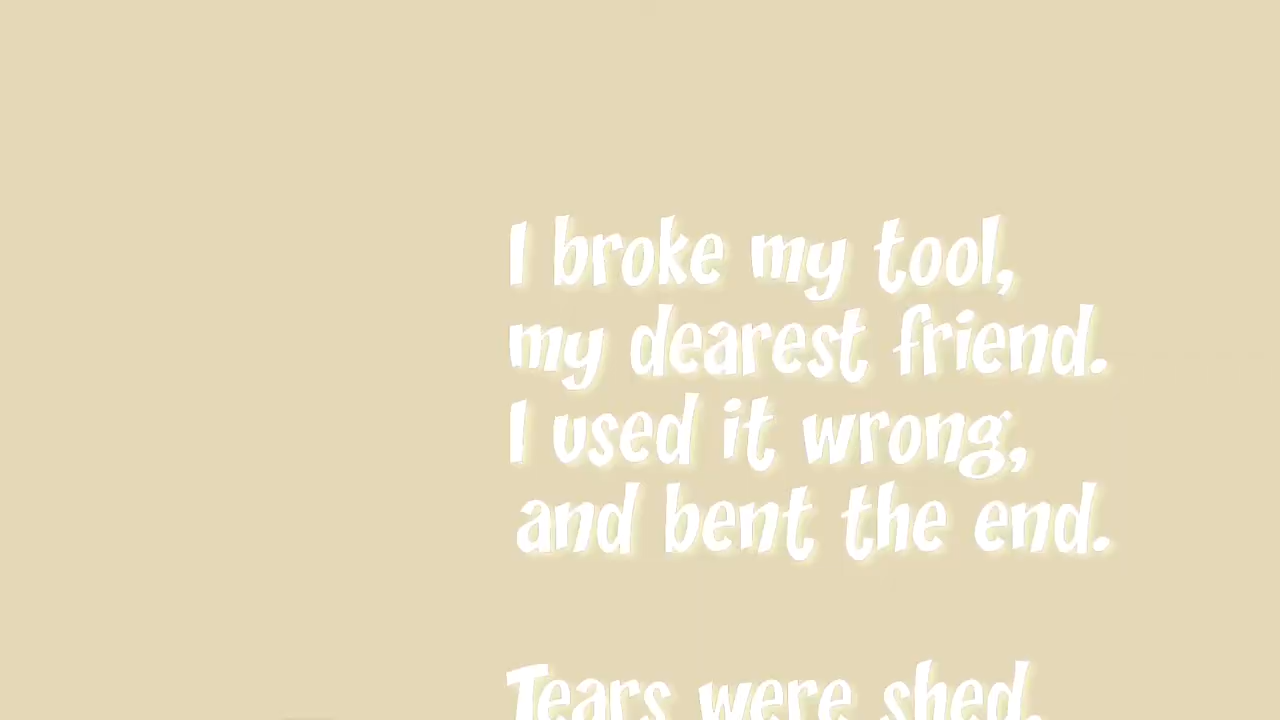 I broke my tool,
my dearest friend.
I used it wrong,
and bent the end.
Tears were shed,